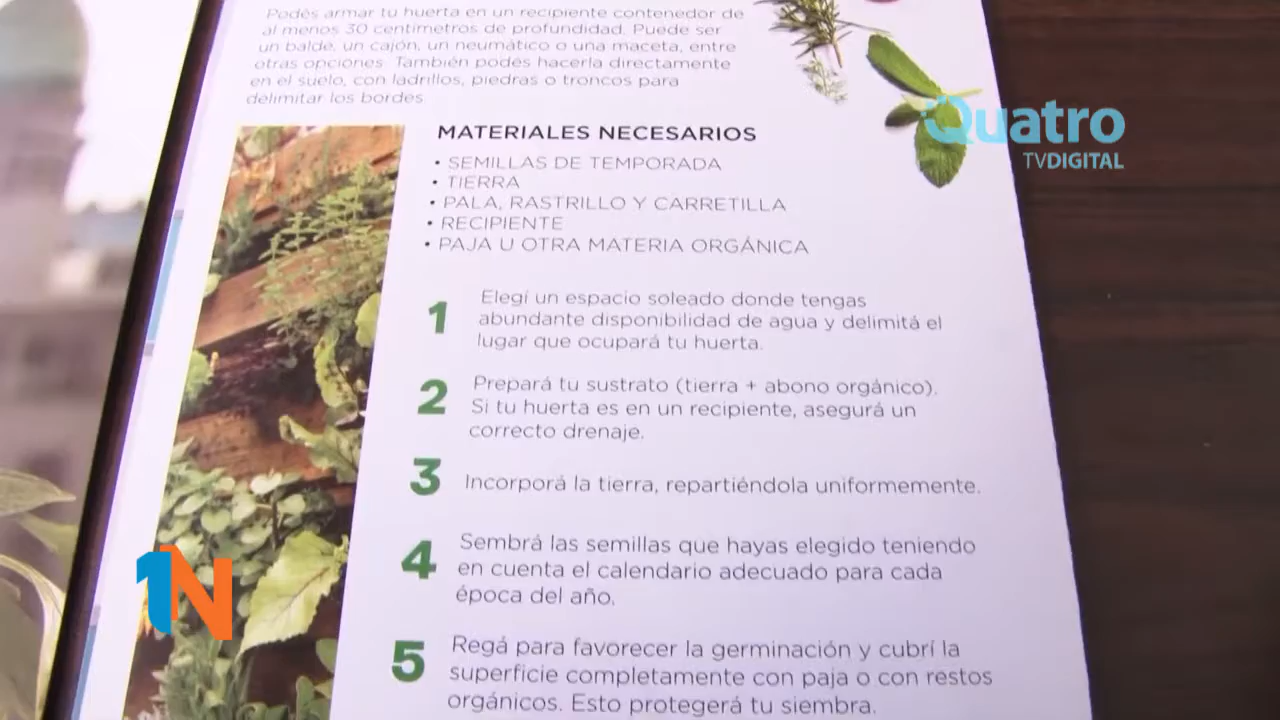 Podés armar tu huerta en un recipiente contenedor de
al menos 30 centímetros de profundidad. Puede ser
un balde, un cajón, un neumático o una maceta, entre
otras opciones. También podés hacerla directamente
en el suelo, con ladrillos, piedras o troncos para
delimitar los bordes.
Quatro
TVDIGITAL
MATERIALES NECESARIOS
• SEMILLAS DE TEMPORADA
• TIERRA
• PALA, RASTRILLO Y CARRETILLA
• RECIPIENTE
• PAJA U OTRA MATERIA ORGÁNICA
1 Elegí un espacio soleado donde tengas
abundante disponibilidad de agua y delimitá el
lugar que ocupará tu huerta.
2 Prepará tu sustrato (tierra + abono orgánico).
Si tu huerta es en un recipiente, asegurá un
correcto drenaje.
3 Incorporá la tierra, repartiéndola uniformemente.
4 Sembrá las semillas que hayas elegido teniendo
en cuenta el calendario adecuado para cada
época del año.
5 Regá para favorecer la germinación y cubrí la
superficie completamente con paja o con restos
orgánicos. Esto protegerá tu siembra.
1N